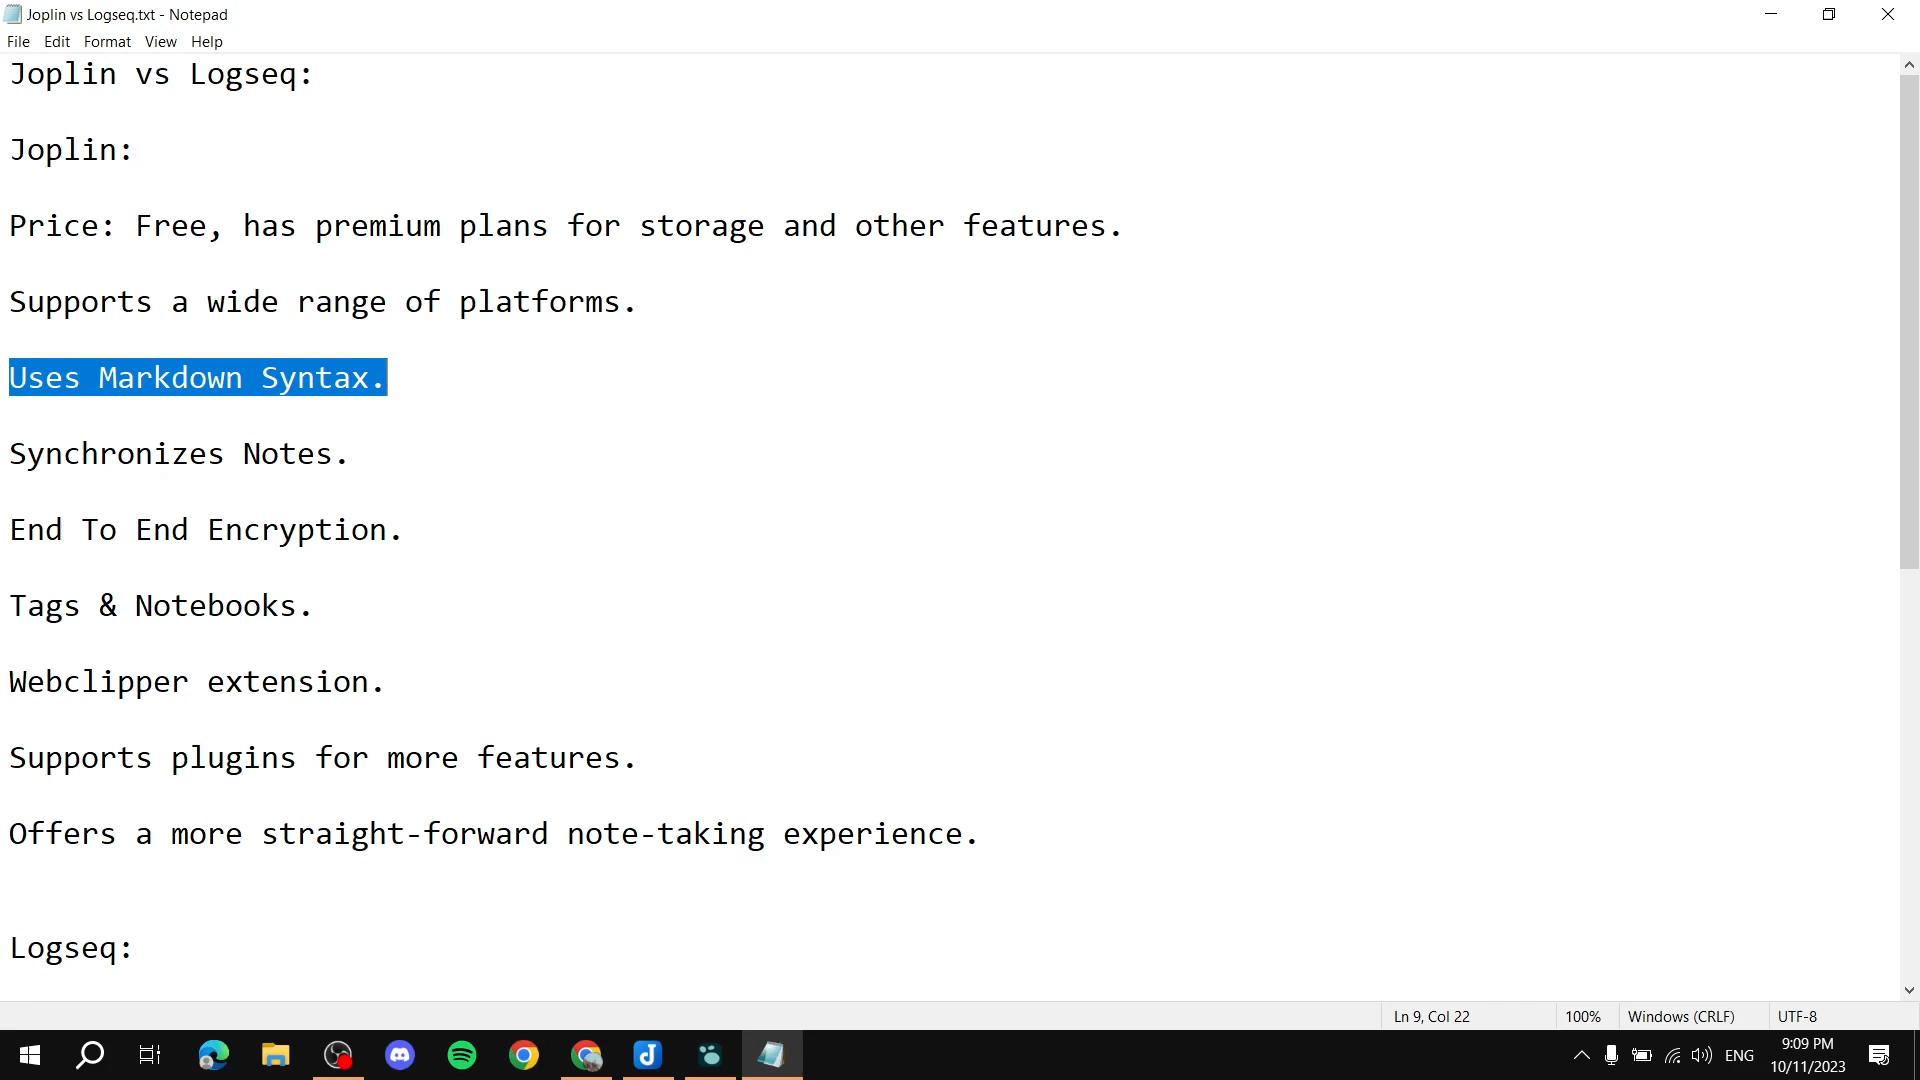 Joplin vs Logseq.txt - Notepad
File Edit Format View Help
Joplin vs Logseq:
Joplin:
Price: Free, has premium plans for storage and other features.
Supports a wide range of platforms.
Uses Markdown Syntax.
Synchronizes Notes.
End To End Encryption.
Tags & Notebooks.
Webclipper extension.
Supports plugins for more features.
Offers a more straight-forward note-taking experience.
Logseq:
Ln 9, Col 22 100% Windows (CRLF) UTF-8
ENG 9:09 PM
10/11/2023